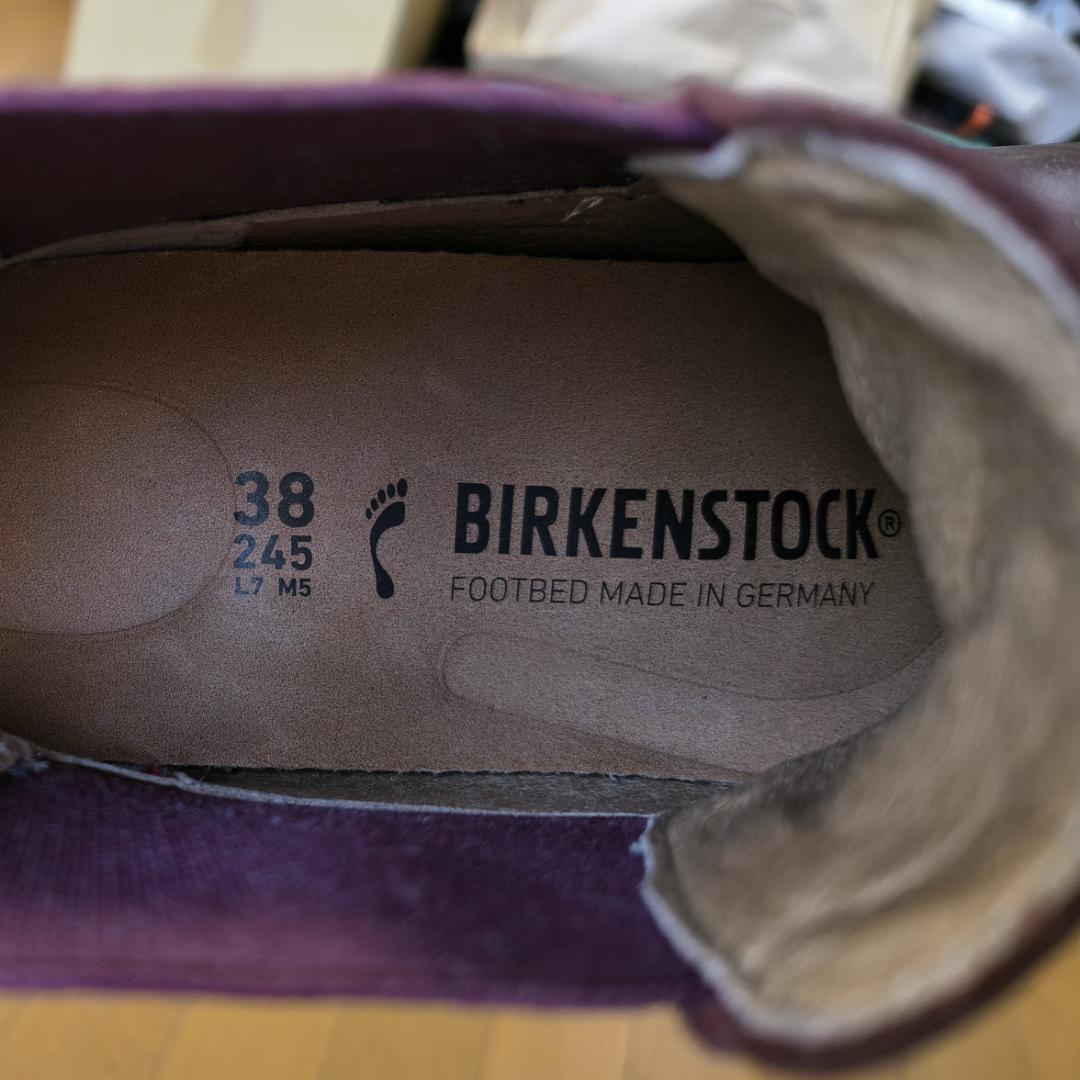 38
245
L7 M5
BIRKENSTOCK®
FOOTBED MADE IN GERMANY